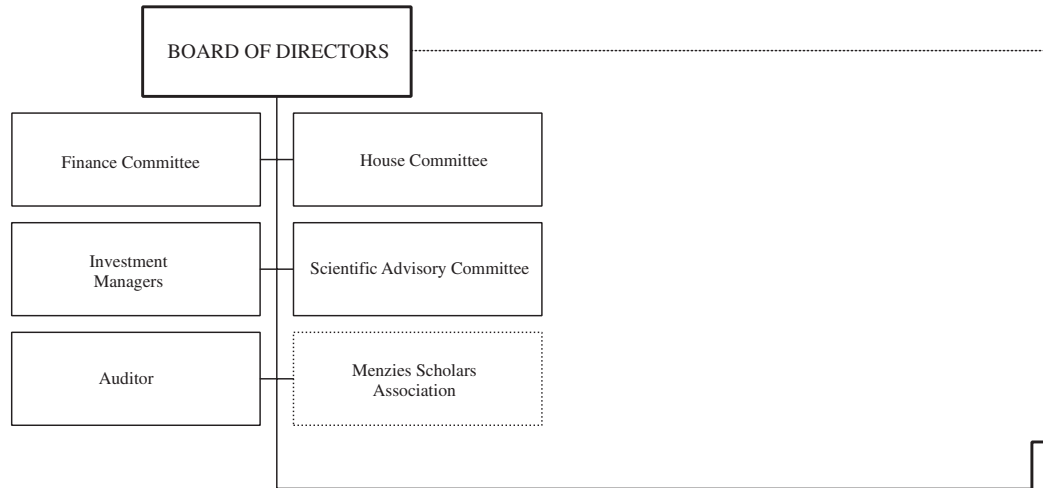 BOARD OF DIRECTORS
Finance Committee
House Committee
Investment
Managers
Scientific Advisory Committee
Auditor
Menzies Scholars
Association